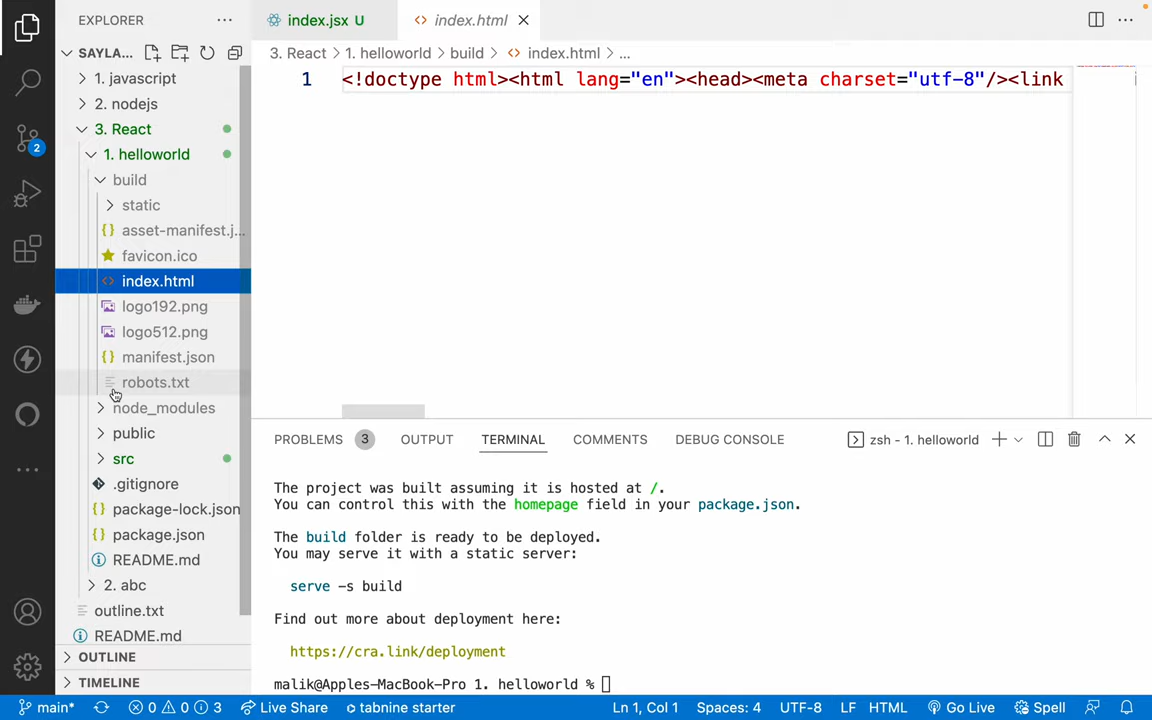 EXPLORER
index.jsx U
index.html
SAYLA...
3. React > 1. helloworld > build > index.html > ...
1. javascript
2. nodejs
3. React
1. helloworld
build
static
asset-manifest.j...
favicon.ico
index.html
logo192.png
logo512.png
manifest.json
robots.txt
node_modules
public
src
.gitignore
package-lock.json
package.json
README.md
2. abc
outline.txt
README.md
OUTLINE
TIMELINE
2
1 <!doctype html><html lang="en"><head><meta charset="utf-8"/><link
PROBLEMS 3 OUTPUT TERMINAL COMMENTS DEBUG CONSOLE zsh - 1. helloworld
The project was built assuming it is hosted at /.
You can control this with the homepage field in your package.json.
The build folder is ready to be deployed.
You may serve it with a static server:
serve -s build
Find out more about deployment here:
https://cra.link/deployment
malik@Apples-MacBook-Pro 1. helloworld %
main* 0 0 3 Live Share tabnine starter Ln 1, Col 1 Spaces: 4 UTF-8 LF HTML Go Live Spell